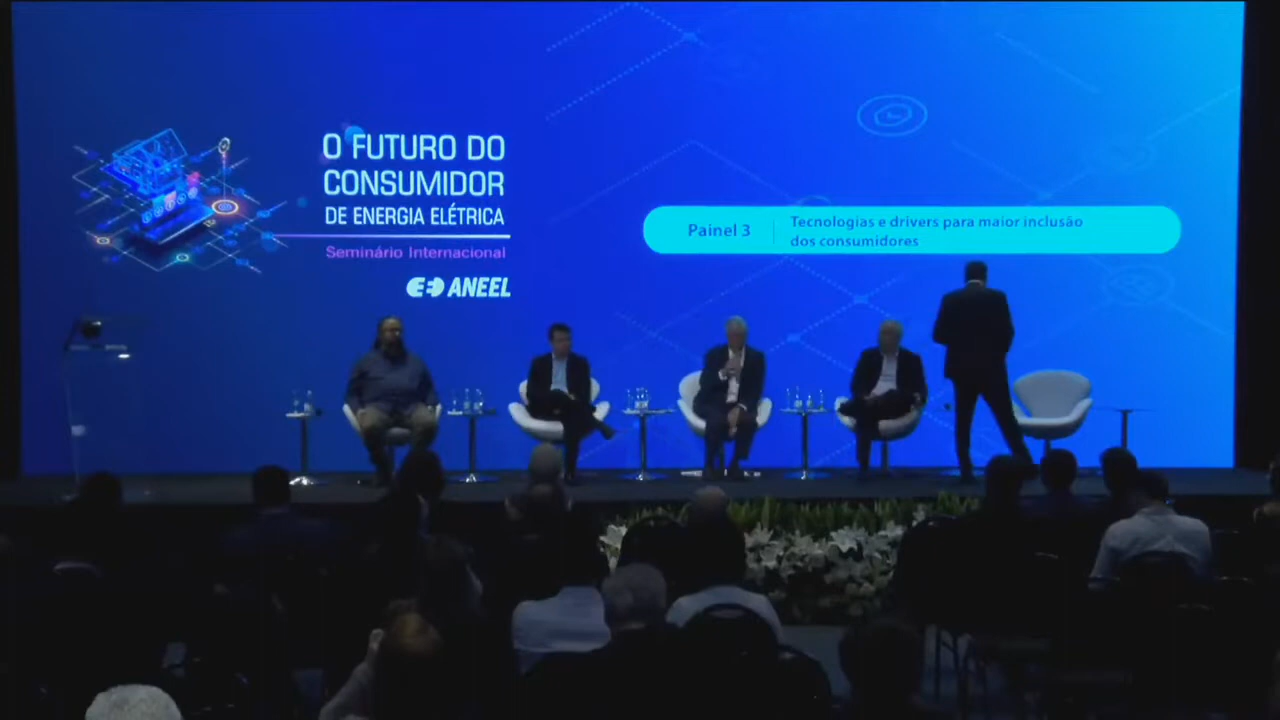 O FUTURO DO
CONSUMIDOR
DE ENERGIA ELÉTRICA
Seminário Internacional
ANEEL
Painel 3
Tecnologias e drivers para maior inclusão
dos consumidores